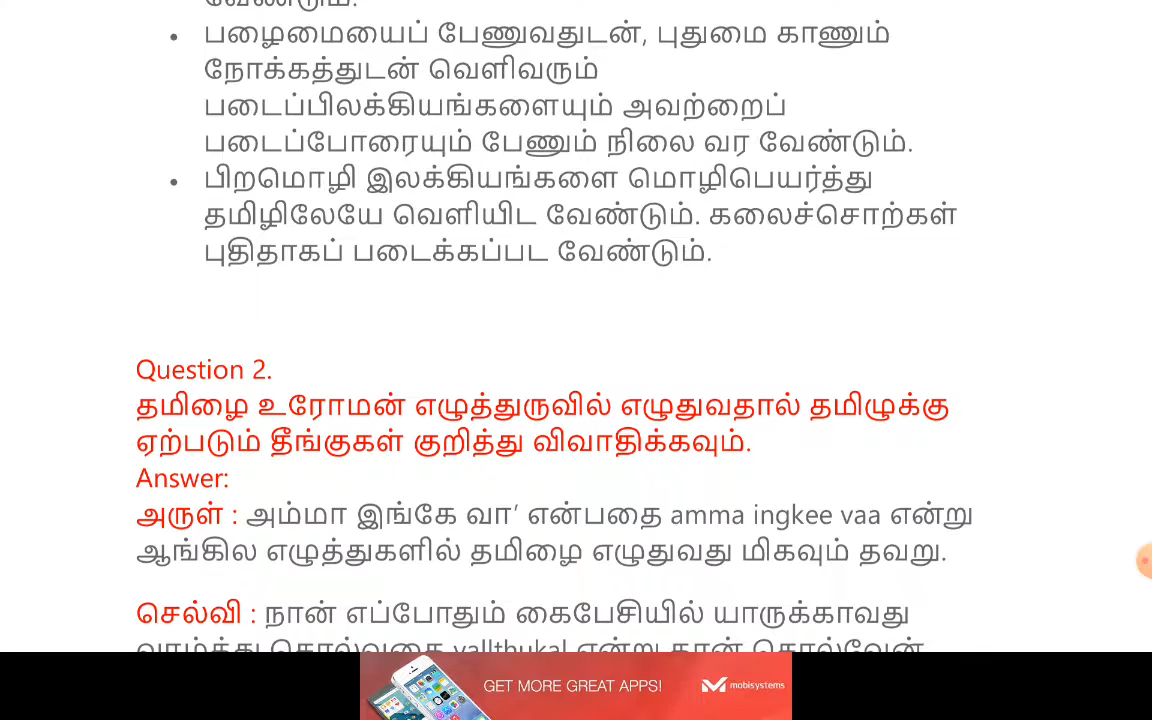 வேண்டும்.
• பழைமையைப் பேணுவதுடன், புதுமை காணும்
நோக்கத்துடன் வெளிவரும்
படைப்பிலக்கியங்களையும் அவற்றைப்
படைப்போரையும் பேணும் நிலை வர வேண்டும்.
• பிறமொழி இலக்கியங்களை மொழிபெயர்த்து
தமிழிலேயே வெளியிட வேண்டும். கலைச்சொற்கள்
புதிதாகப் படைக்கப்பட வேண்டும்.
Question 2.
தமிழை உரோமன் எழுத்துருவில் எழுதுவதால் தமிழுக்கு
ஏற்படும் தீங்குகள் குறித்து விவாதிக்கவும்.
Answer:
அருள் : அம்மா இங்கே வா’ என்பதை amma ingkee vaa என்று
ஆங்கில எழுத்துகளில் தமிழை எழுதுவது மிகவும் தவறு.
செல்வி : நான் எப்போதும் கைபேசியில் யாருக்காவது
வாழ்த்து சொல்வதை vallthukal என்று தான் சொல்வேன்
GET MORE GREAT APPS!
mobisystems